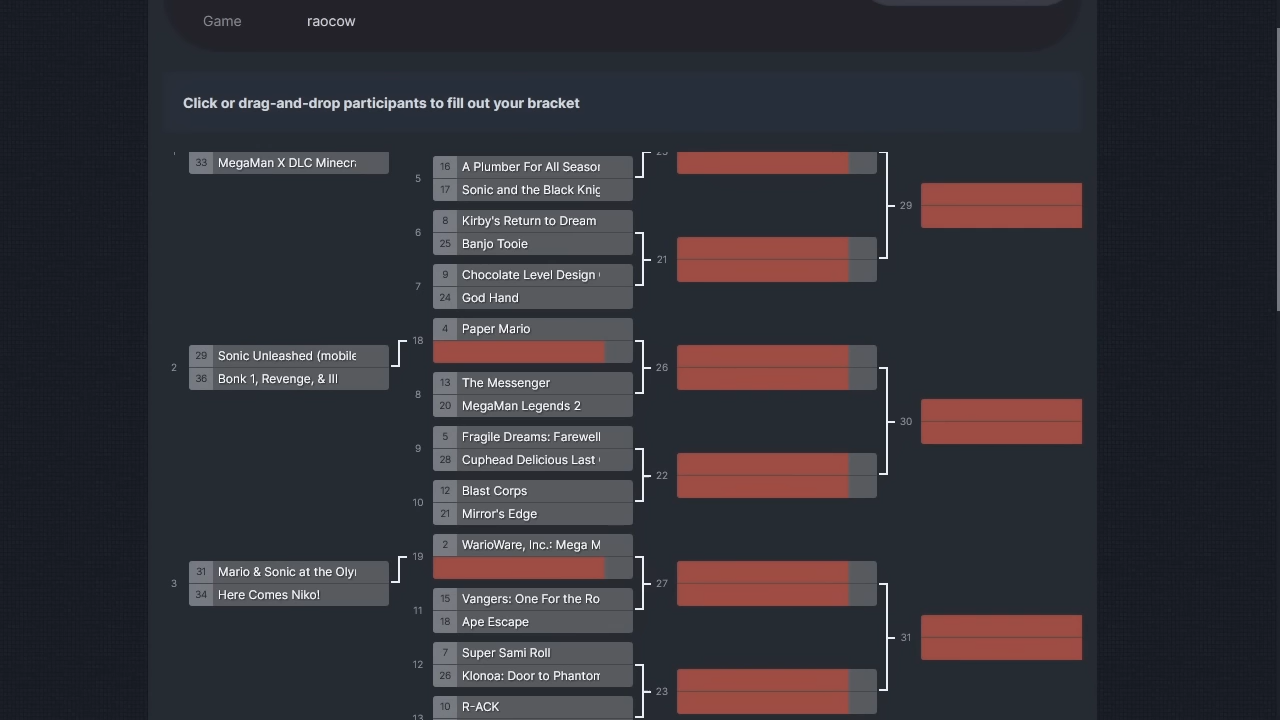 Game raocow
Click or drag-and-drop participants to fill out your bracket
33 MegaMan X DLC Minecr
16 A Plumber For All Seaso
5
17 Sonic and the Black Knig
29
8 Kirby's Return to Dream
6
25 Banjo Tooie
21
9 Chocolate Level Design
7
24 God Hand
4 Paper Mario
18
29 Sonic Unleashed (mobile
2
36 Bonk 1, Revenge, & III
26
13 The Messenger
8
20 MegaMan Legends 2
30
5 Fragile Dreams: Farewell
9
28 Cuphead Delicious Last
22
12 Blast Corps
10
21 Mirror's Edge
2 WarioWare, Inc.: Mega M
19
31 Mario & Sonic at the Oly
3
34 Here Comes Niko!
27
15 Vangers: One For the Ro
11
18 Ape Escape
31
7 Super Sami Roll
12
26 Klonoa: Door to Phantom
23
10 R-ACK
13